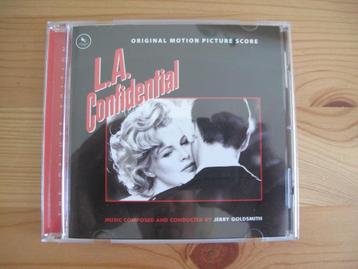 ORIGINAL MOTION PICTURE SCORE
L.A.
Confidential
MUSIC COMPOSED AND CONDUCTED BY JERRY GOLDSMITH